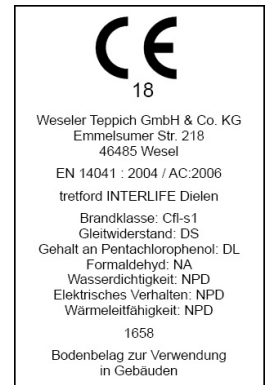 CE
18
Weseler Teppich GmbH & Co. KG
Emmelsumer Str. 218
46485 Wesel
EN 14041 : 2004 / AC:2006
tretford INTERLIFE Dielen
Brandklasse: Cfl-s1
Gleitwiderstand: DS
Gehalt an Pentachlorophenol: DL
Formaldehyd: NA
Wasserdichtigkeit: NPD
Elektrisches Verhalten: NPD
Wärmeleitfähigkeit: NPD
1658
Bodenbelag zur Verwendung
in Gebäuden